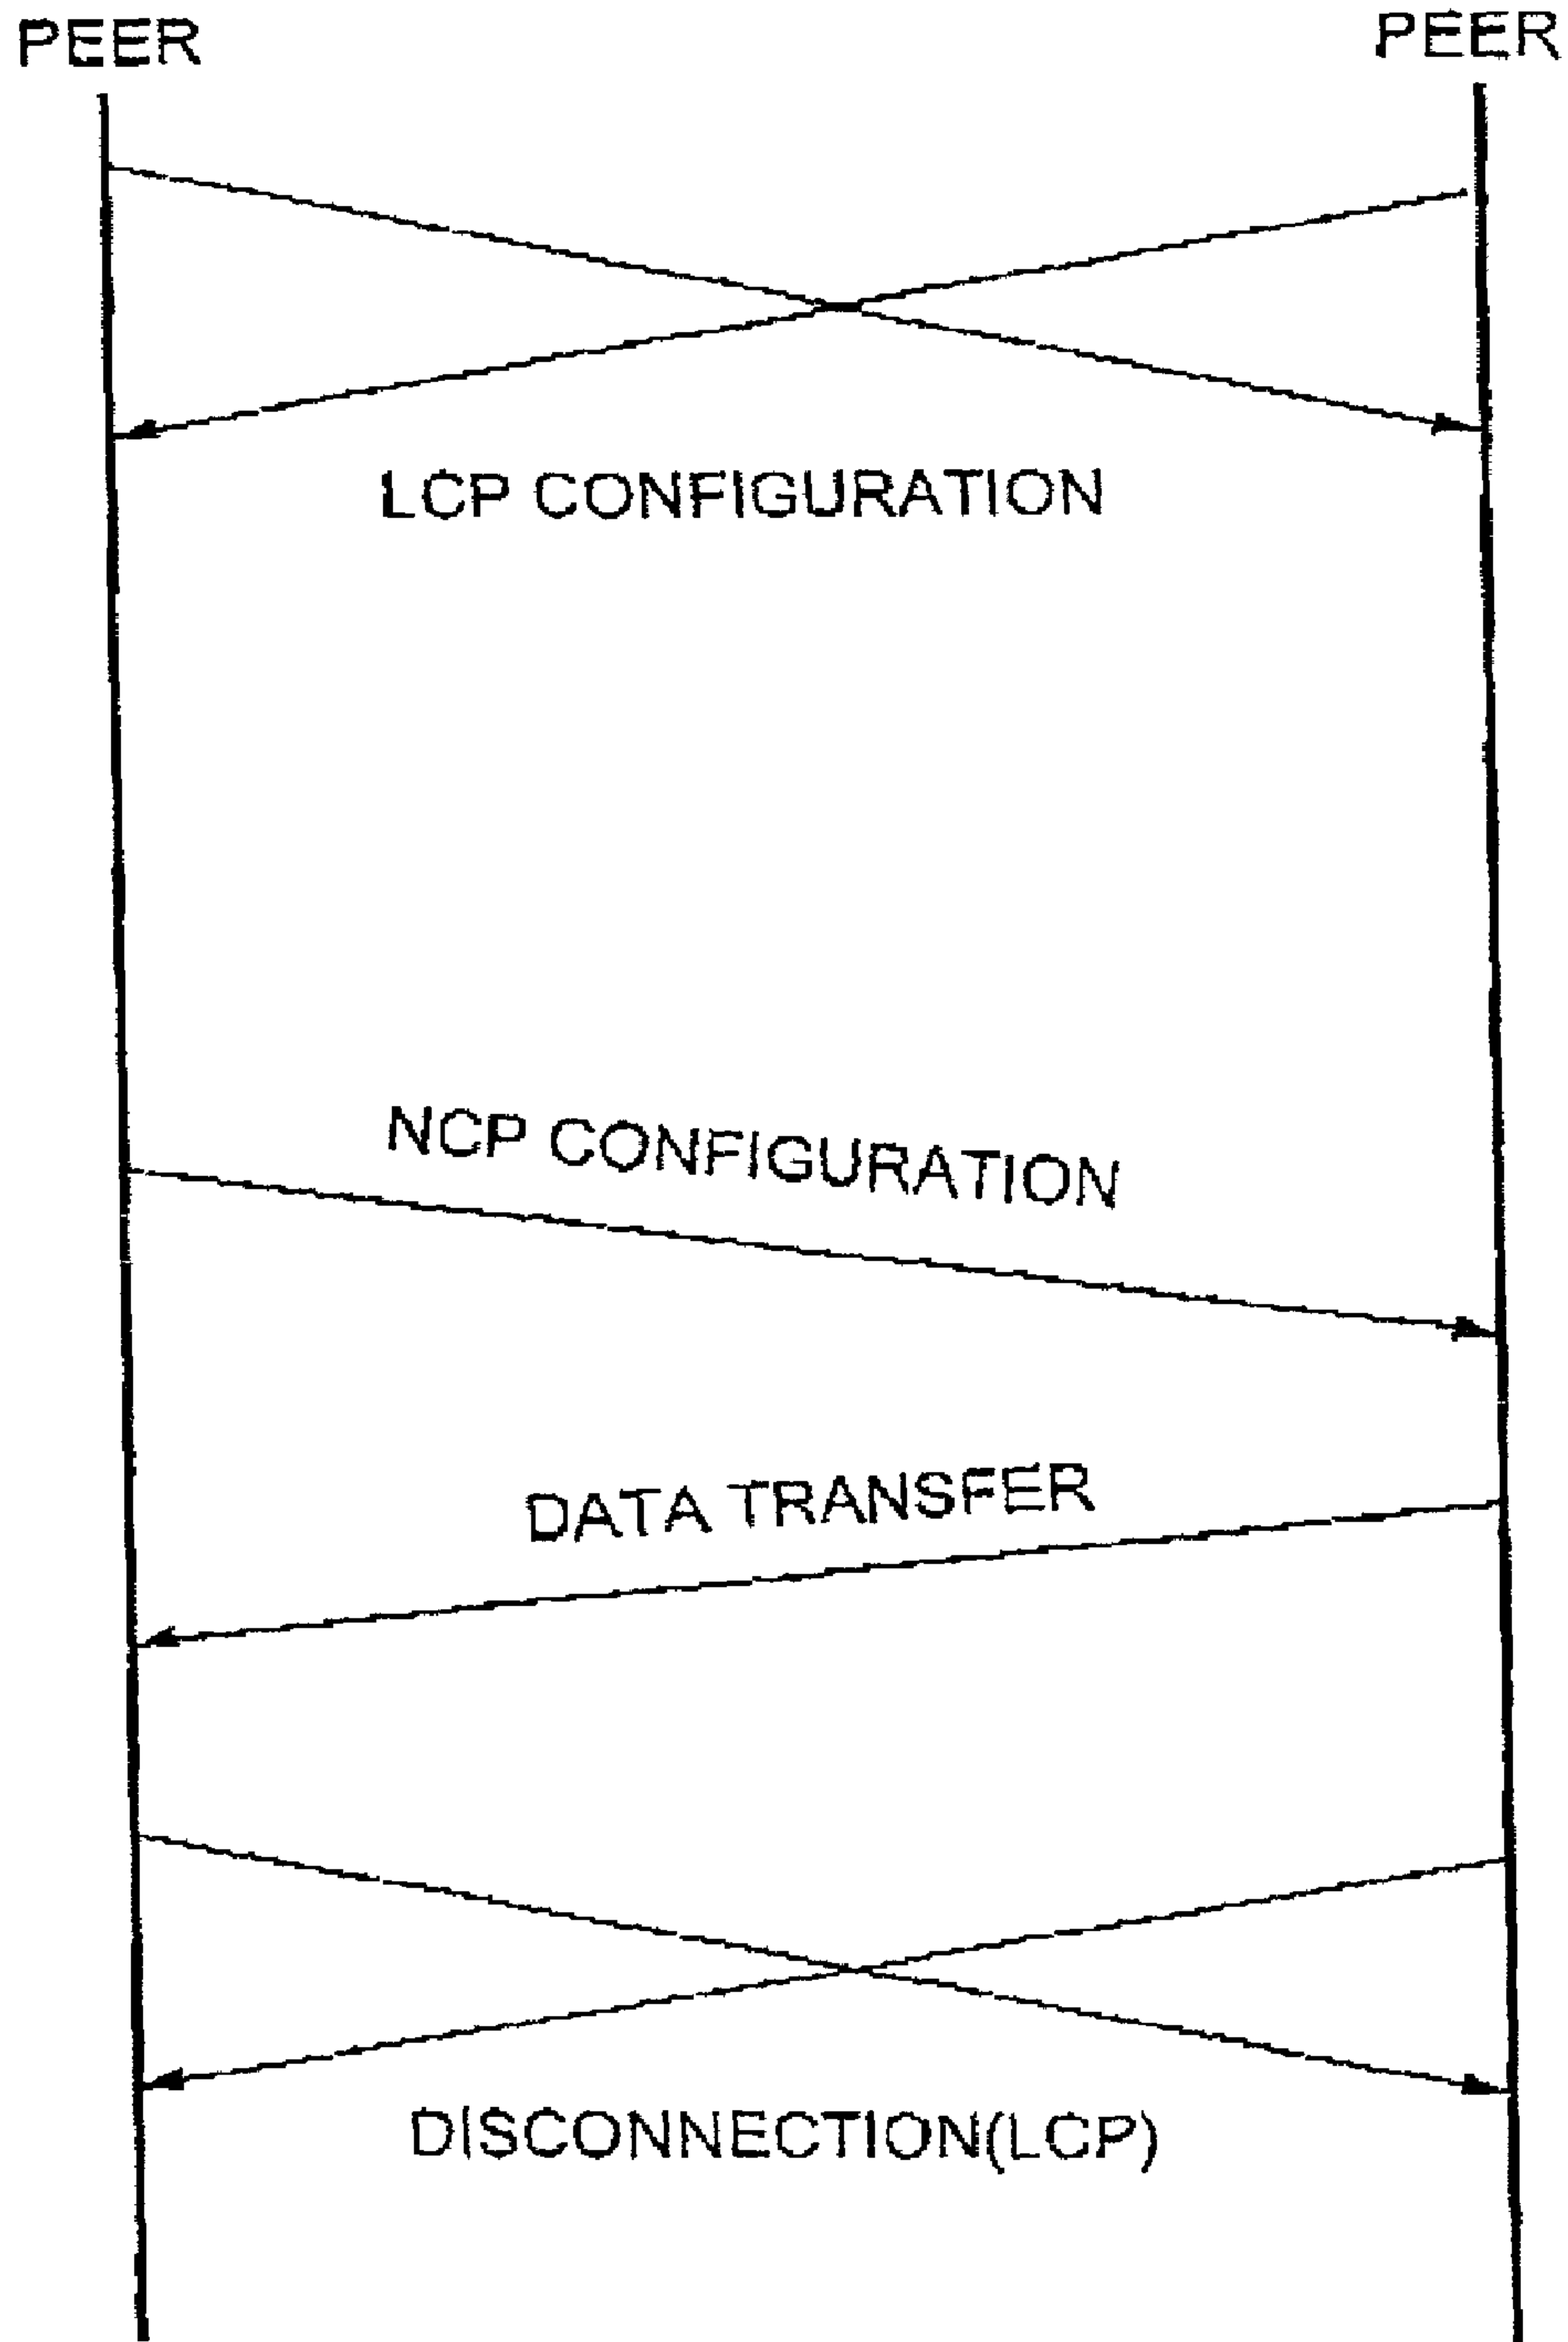 PEER PEER
LCP CONFIGURATION
NCP CONFIGURATION
DATA TRANSFER
DISCONNECTION(LCP)